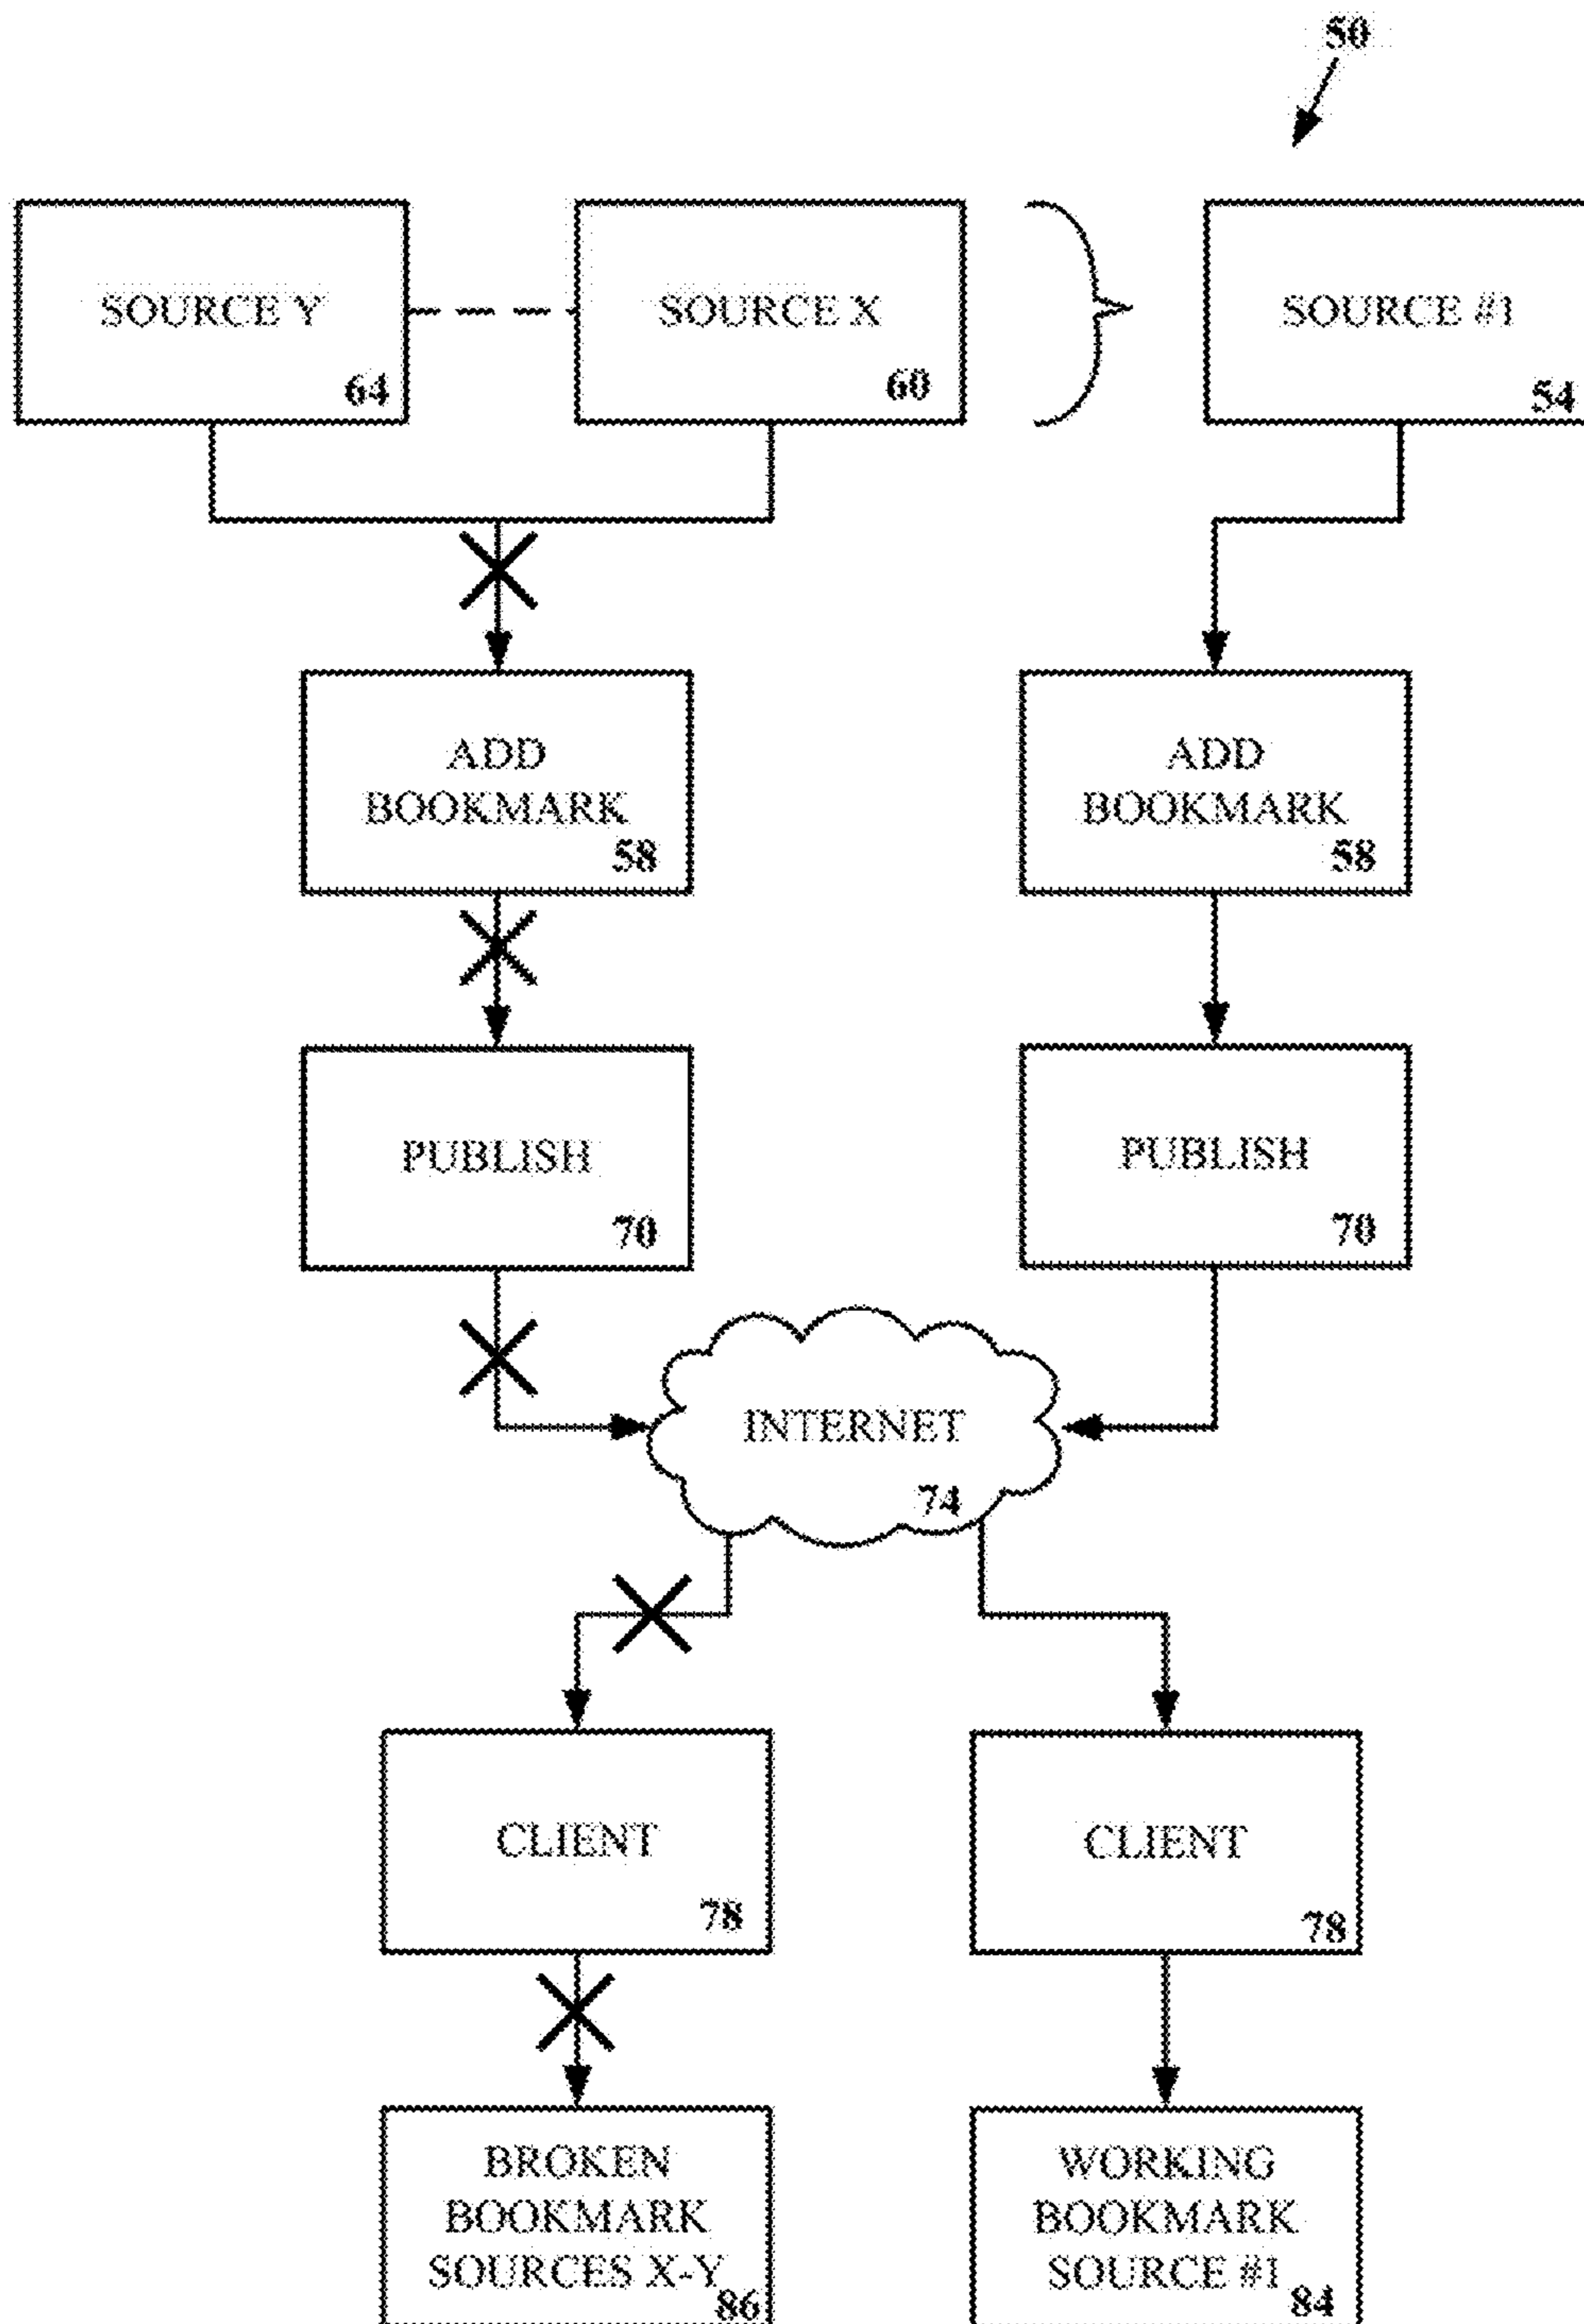 50
SOURCE Y
64
SOURCE X
60
SOURCE #1
54
ADD
BOOKMARK
58
ADD
BOOKMARK
58
PUBLISH
70
PUBLISH
70
INTERNET
74
CLIENT
78
CLIENT
78
BROKEN
BOOKMARK
SOURCES X-Y
86
WORKING
BOOKMARK
SOURCE #1
84